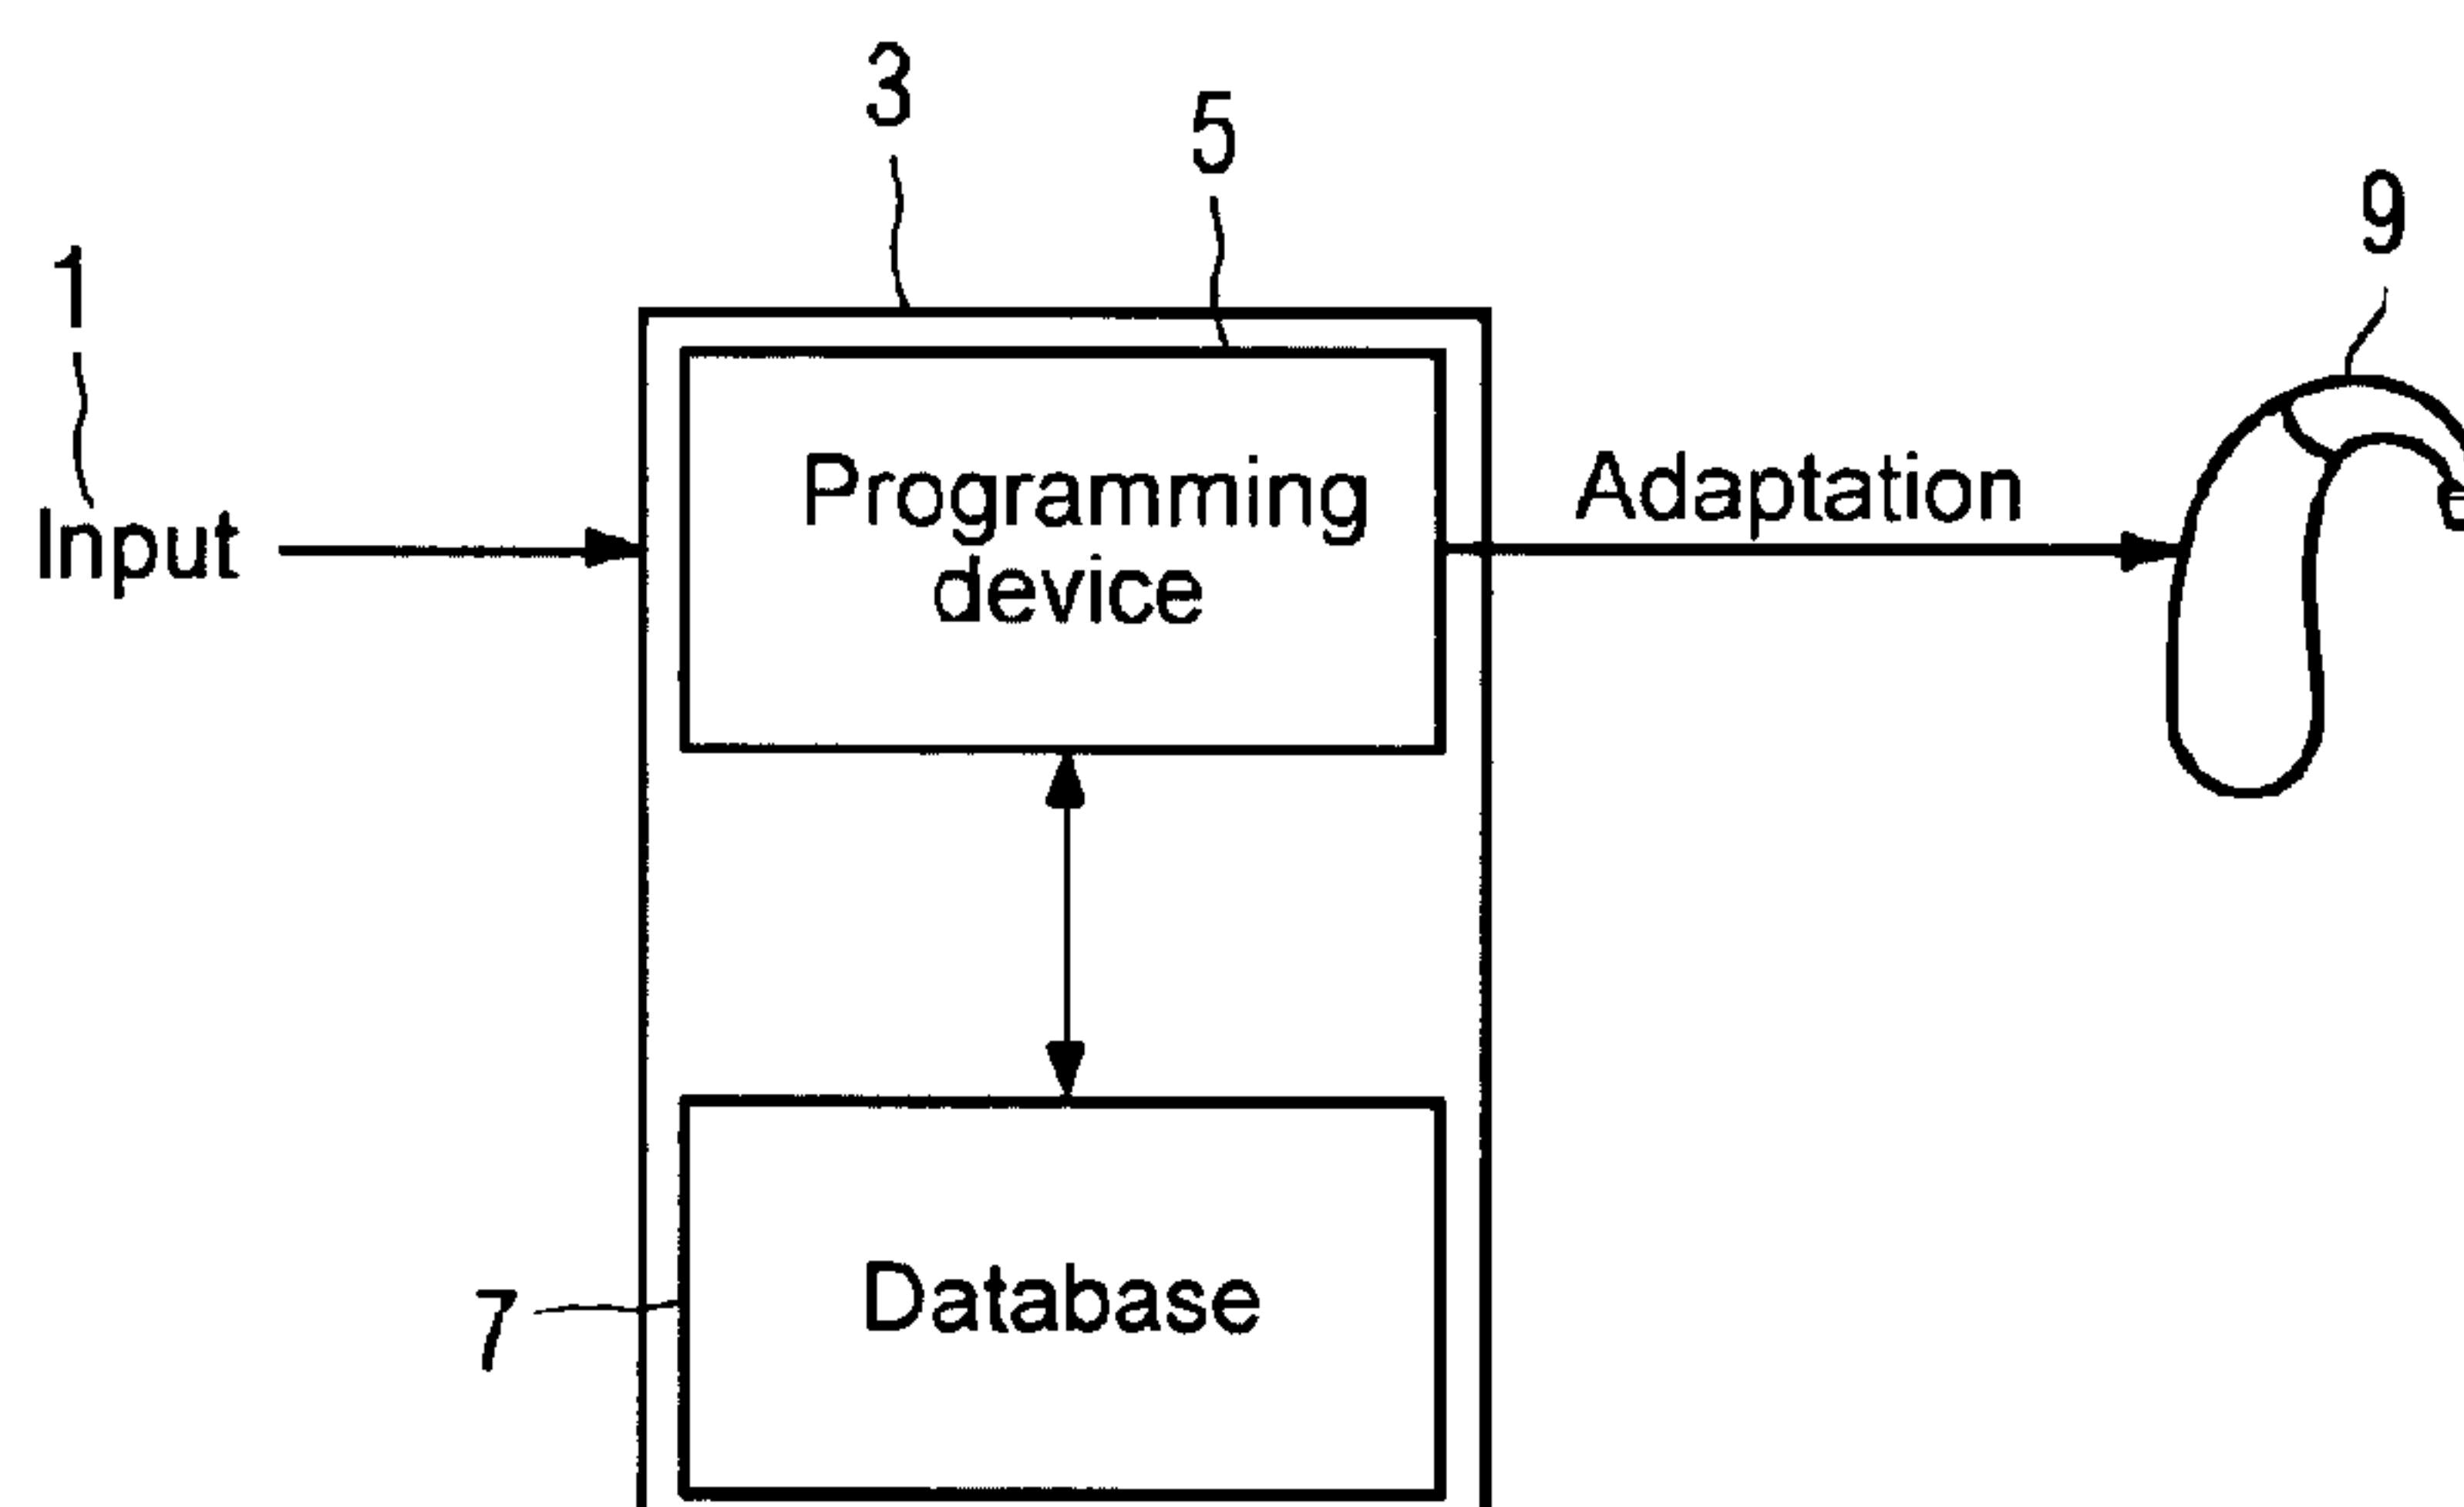 3
5
9
1
Programming
device
Adaptation
Input
Database
7